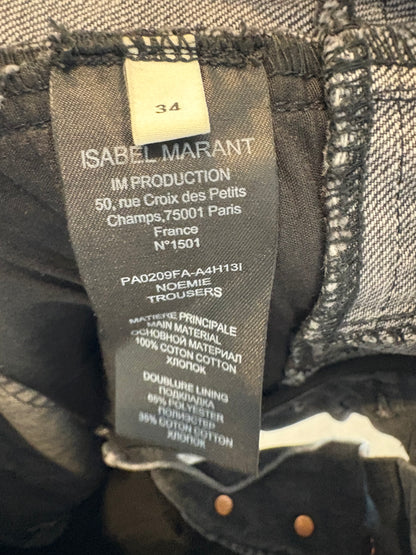 34
ISABEL MARANT
IM PRODUCTION
50, rue Croix des Petits
Champs,75001 Paris
France
N°1501
PA0209FA-A4H13I
NOEMIE
TROUSERS
MATIERE PRINCIPALE
MAIN MATERIAL
ОСНОВНОЙ МАТЕРИАЛ
100% COTON COTTON
ХЛОПОК
DOUBLURE LINING
ПОДКЛАДКА
65% POLYESTER
ПОЛИЭСТЕР
35% COTON COTTON
ХЛОПОК